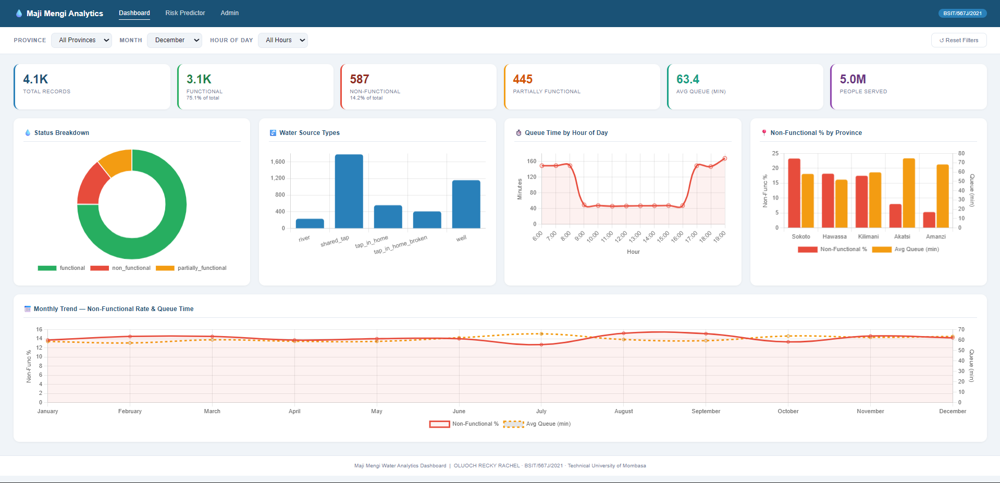 Maji Mengi Analytics Dashboard Risk Predictor Admin BSIT/567J/2021
PROVINCE All Provinces MONTH December HOUR OF DAY All Hours ↺ Reset Filters
4.1K
TOTAL RECORDS
3.1K
FUNCTIONAL
75.1% of total
587
NON-FUNCTIONAL
14.2% of total
445
PARTIALLY FUNCTIONAL
63.4
AVG QUEUE (MIN)
5.0M
PEOPLE SERVED
Status Breakdown
functional non_functional partially_functional
Water Source Types
1,600
1,200
800
400
0
river shared_tap tap_in_home tap_in_home_broken well
Queue Time by Hour of Day
Minutes
160
120
80
40
0
6:00 7:00 8:00 9:00 10:00 11:00 12:00 13:00 14:00 15:00 16:00 17:00 18:00 19:00
Hour
Non-Functional % by Province
Non-Func %
25
20
15
10
5
0
80
70
60
50
40
30
20
10
0
Queue (min)
Sokoto Hawassa Kilimani Akatsi Amanzi
Non-Functional % Avg Queue (min)
Monthly Trend — Non-Functional Rate & Queue Time
Non-Func %
16
14
12
10
8
6
4
2
0
70
60
50
40
30
20
10
0
Queue (min)
January February March April May June July August September October November December
Non-Functional % Avg Queue (min)
Maji Mengi Water Analytics Dashboard | OLUOCH RECKY RACHEL · BSIT/567J/2021 · Technical University of Mombasa